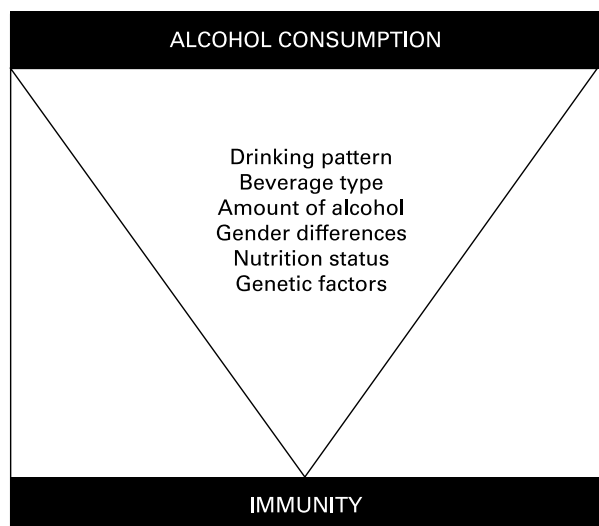 ALCOHOL CONSUMPTION
Drinking pattern
Beverage type
Amount of alcohol
Gender differences
Nutrition status
Genetic factors
IMMUNITY